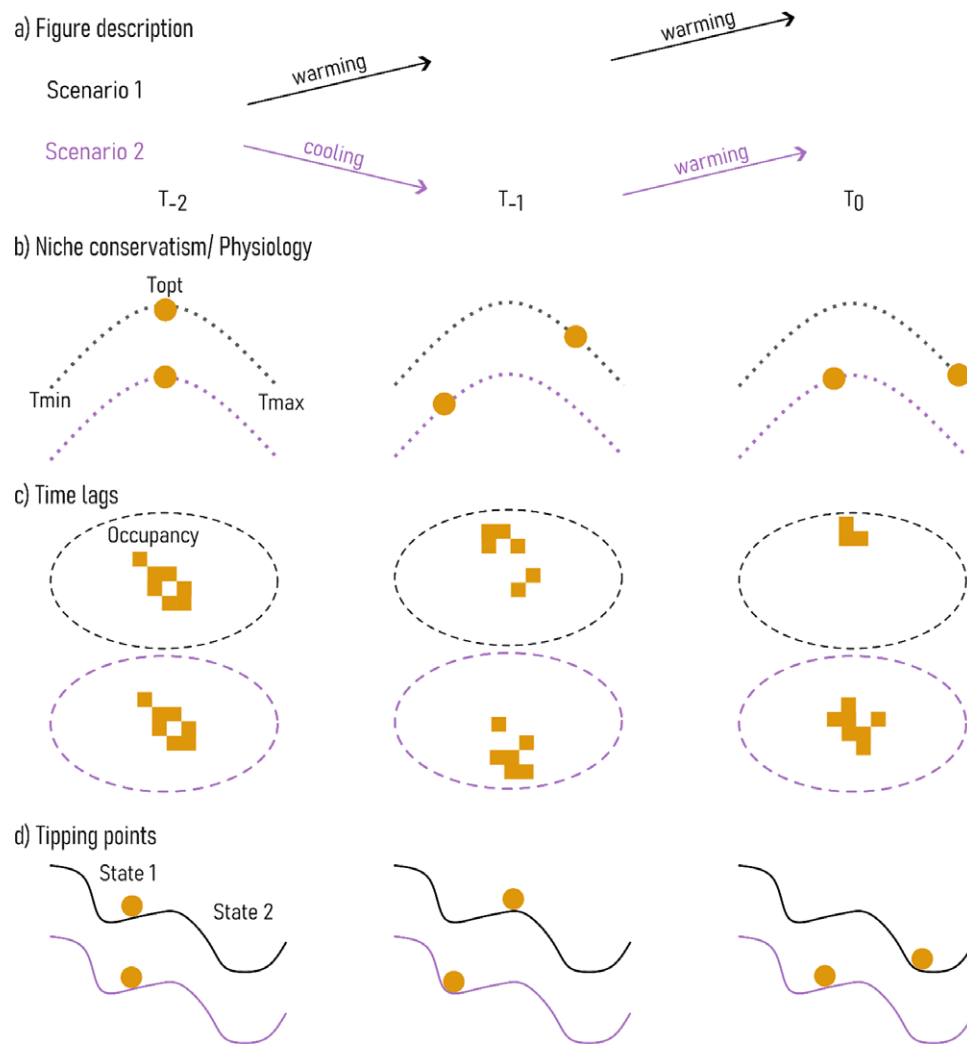 a) Figure description
warming
warming
Scenario 1
Scenario 2
cooling
warming
T-2
T-1
T0
b) Niche conservatism/ Physiology
Topt
Tmin
Tmax
c) Time lags
Occupancy
d) Tipping points
State 1
State 2